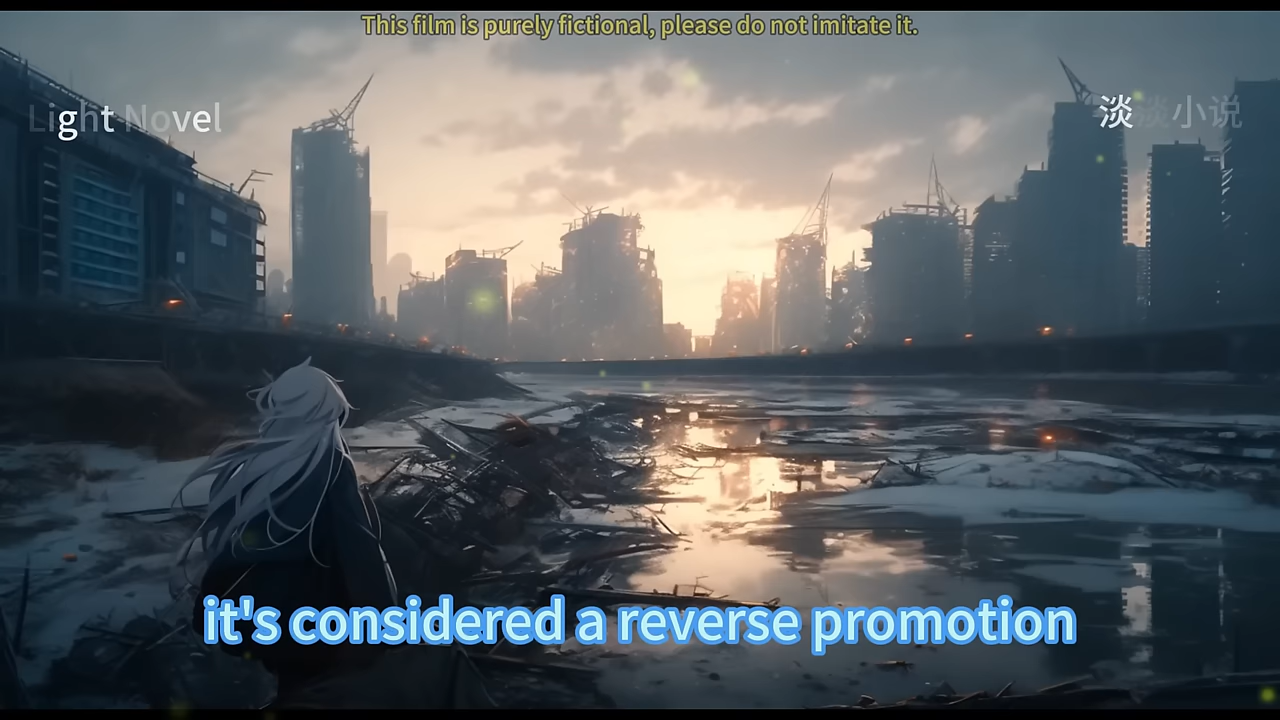 This film is purely fictional, please do not imitate it.
Light Novel
淡淡小说
it's considered a reverse promotion